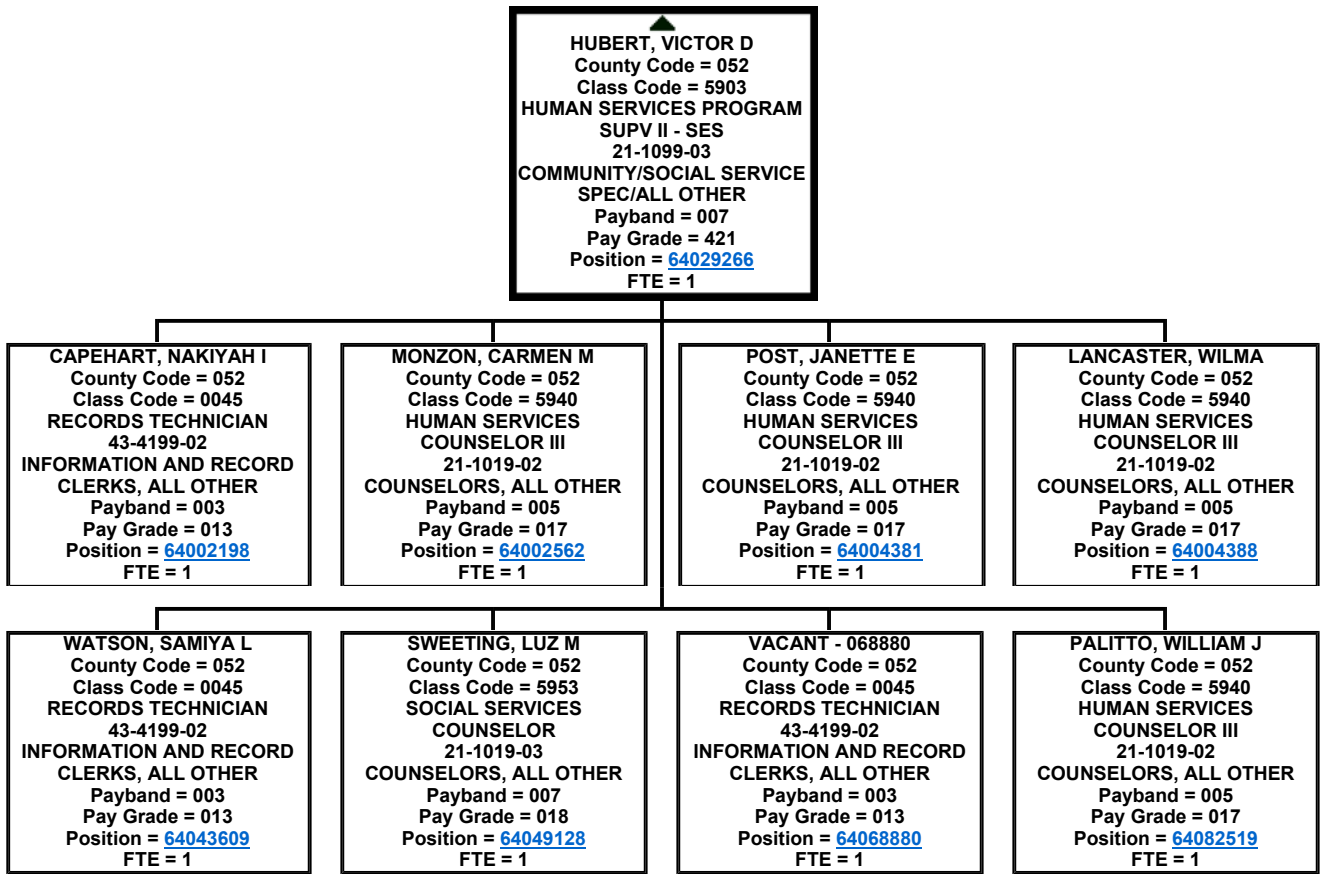 HUBERT, VICTOR D
County Code = 052
Class Code = 5903
HUMAN SERVICES PROGRAM
SUPV II - SES
21-1099-03
COMMUNITY/SOCIAL SERVICE
SPEC/ALL OTHER
Payband = 007
Pay Grade = 421
Position = 64029266
FTE = 1
CAPEHART, NAKIYAH I
County Code = 052
Class Code = 0045
RECORDS TECHNICIAN
43-4199-02
INFORMATION AND RECORD
CLERKS, ALL OTHER
Payband = 003
Pay Grade = 013
Position = 64002198
FTE = 1
MONZON, CARMEN M
County Code = 052
Class Code = 5940
HUMAN SERVICES
COUNSELOR III
21-1019-02
COUNSELORS, ALL OTHER
Payband = 005
Pay Grade = 017
Position = 64002562
FTE = 1
POST, JANETTE E
County Code = 052
Class Code = 5940
HUMAN SERVICES
COUNSELOR III
21-1019-02
COUNSELORS, ALL OTHER
Payband = 005
Pay Grade = 017
Position = 64004381
FTE = 1
LANCASTER, WILMA
County Code = 052
Class Code = 5940
HUMAN SERVICES
COUNSELOR III
21-1019-02
COUNSELORS, ALL OTHER
Payband = 005
Pay Grade = 017
Position = 64004388
FTE = 1
WATSON, SAMIYA L
County Code = 052
Class Code = 0045
RECORDS TECHNICIAN
43-4199-02
INFORMATION AND RECORD
CLERKS, ALL OTHER
Payband = 003
Pay Grade = 013
Position = 64043609
FTE = 1
SWEETING, LUZ M
County Code = 052
Class Code = 5953
SOCIAL SERVICES
COUNSELOR
21-1019-03
COUNSELORS, ALL OTHER
Payband = 007
Pay Grade = 018
Position = 64049128
FTE = 1
VACANT - 068880
County Code = 052
Class Code = 0045
RECORDS TECHNICIAN
43-4199-02
INFORMATION AND RECORD
CLERKS, ALL OTHER
Payband = 003
Pay Grade = 013
Position = 64068880
FTE = 1
PALITTO, WILLIAM J
County Code = 052
Class Code = 5940
HUMAN SERVICES
COUNSELOR III
21-1019-02
COUNSELORS, ALL OTHER
Payband = 005
Pay Grade = 017
Position = 64082519
FTE = 1